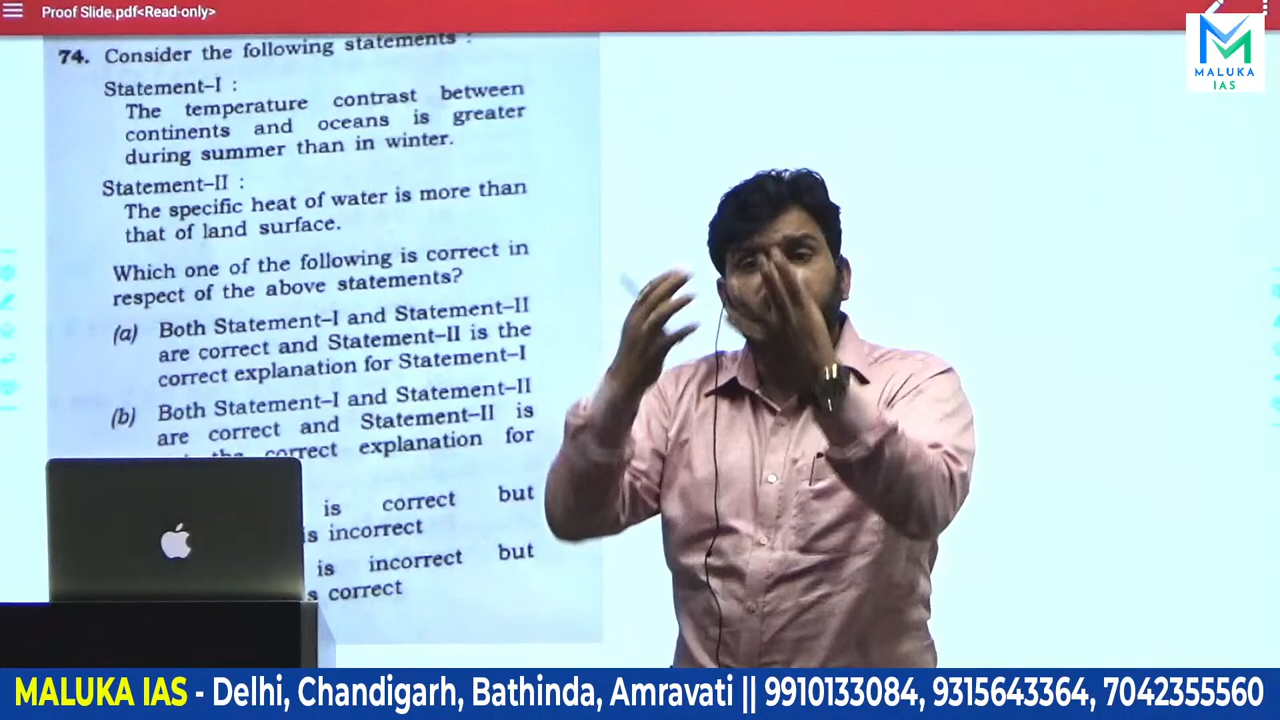 Proof Slide.pdf<Read-only>
MALUKA
IAS
74. Consider the following statements :
Statement–I :
The temperature contrast between
continents and oceans is greater
during summer than in winter.
Statement–II :
The specific heat of water is more than
that of land surface.
Which one of the following is correct in
respect of the above statements?
(a) Both Statement–I and Statement–II
are correct and Statement–II is the
correct explanation for Statement–I
(b) Both Statement–I and Statement–II
are correct and Statement–II is
the correct explanation for
is correct but
is incorrect
is incorrect but
s correct
MALUKA IAS - Delhi, Chandigarh, Bathinda, Amravati || 9910133084, 9315643364, 7042355560